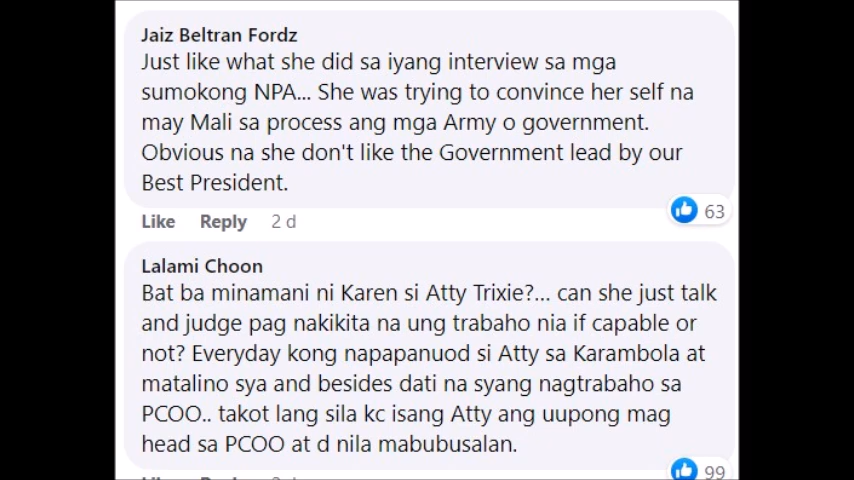 Jaiz Beltran Fordz
Just like what she did sa iyang interview sa mga
sumokong NPA... She was trying to convince her self na
may Mali sa process ang mga Army o government.
Obvious na she don't like the Government lead by our
Best President.
63
Like Reply 2 d
Lalami Choon
Bat ba minamani ni Karen si Atty Trixie?... can she just talk
and judge pag nakikita na ung trabaho nia if capable or
not? Everyday kong napapanuod si Atty sa Karambola at
matalino sya and besides dati na syang nagtrabaho sa
PCOO.. takot lang sila kc isang Atty ang uupong mag
head sa PCOO at d nila mabubusalan.
99